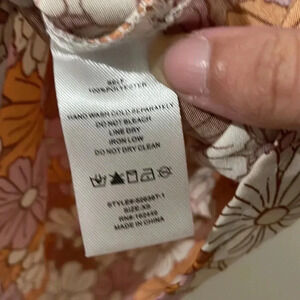 SELF
100%POLYESTER
HAND WASH COLD SEPARATELY
DO NOT BLEACH
LINE DRY
IRON LOW
DO NOT DRY CLEAN
SIZE:XS
MADE IN CHINA